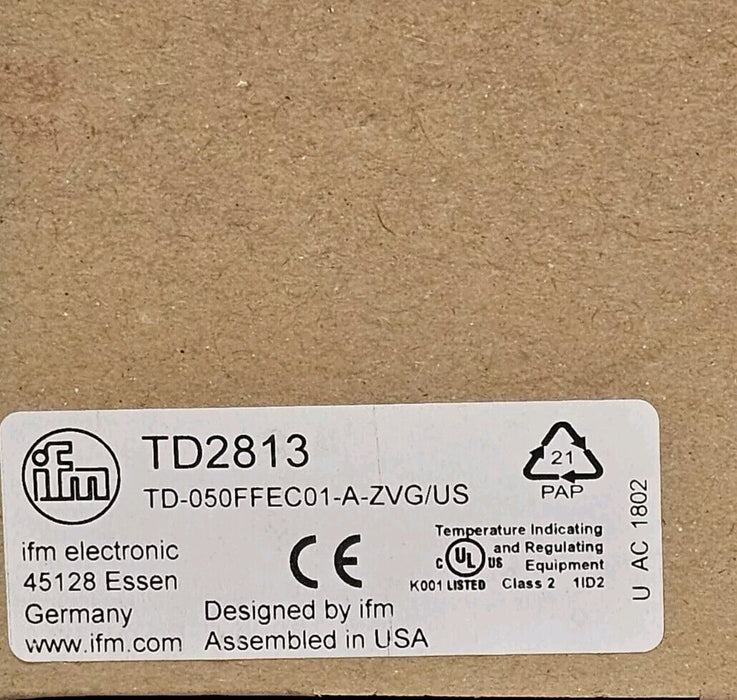 ifm
TD2813
TD-050FFEC01-A-ZVG/US
21
PAP
ifm electronic
45128 Essen
Germany
www.ifm.com
CE
Designed by ifm
Assembled in USA
Temperature Indicating
and Regulating
Equipment
C UL US
K001 LISTED Class 2 1ID2
U AC 1802